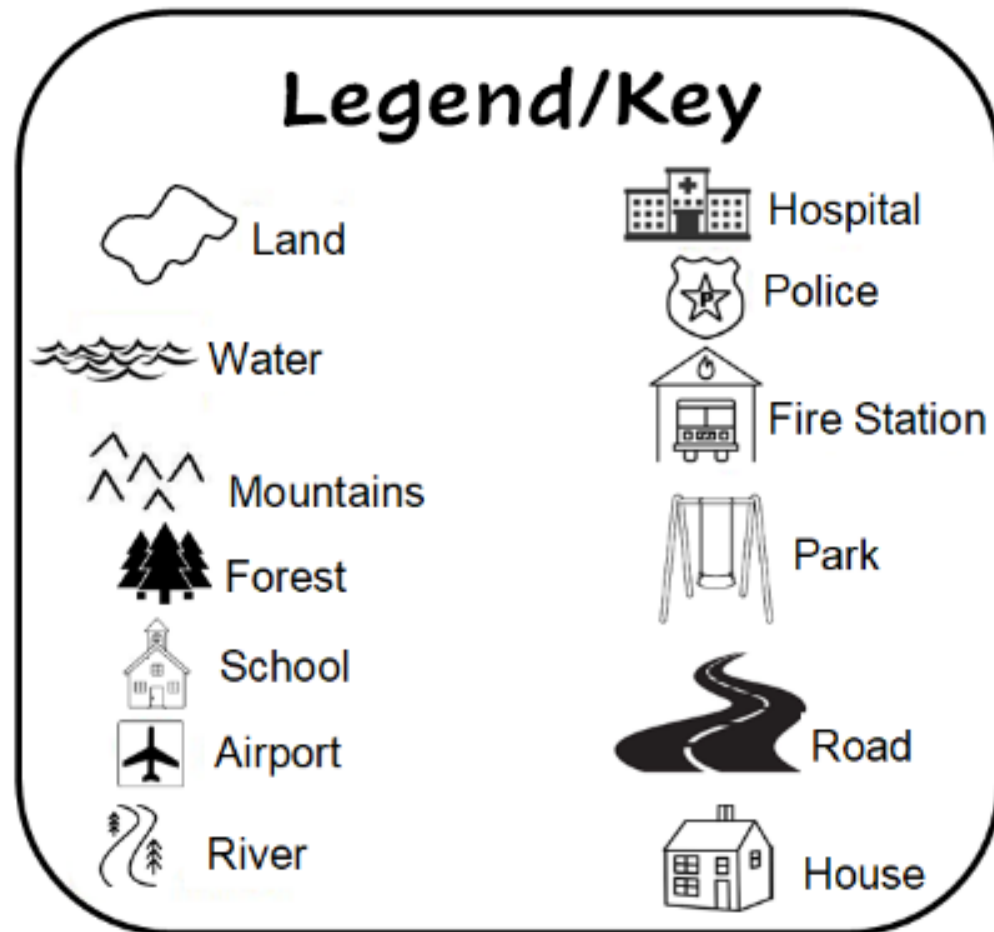 Legend/Key
Land
Water
Mountains
Forest
School
Airport
River
Hospital
P
Police
Fire Station
Park
Road
House